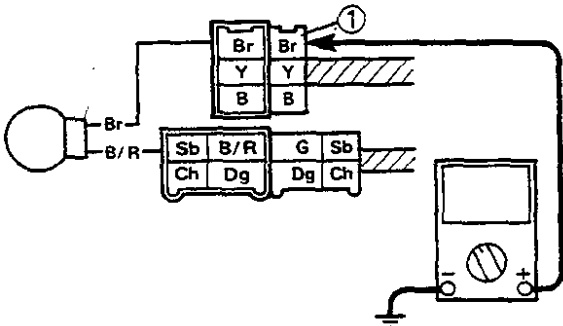 1
Br Br
Y Y
B B
Br
B/R Sb B/R G Sb
Ch Dg Dg Ch
- +